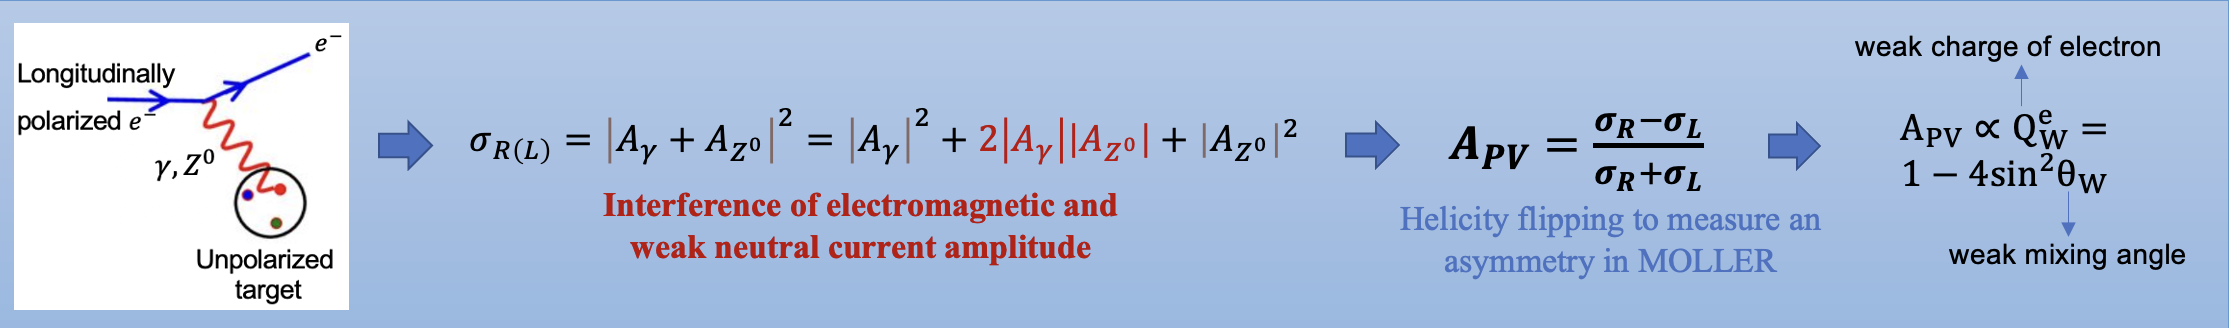 e⁻
Longitudinally
polarized e⁻
γ, Z⁰
Unpolarized
target
σ_R(L) = |A_γ + A_Z⁰|² = |A_γ|² + 2|A_γ||A_Z⁰| + |A_Z⁰|²
Interference of electromagnetic and
weak neutral current amplitude
A_PV = (σ_R−σ_L)/(σ_R+σ_L)
Helicity flipping to measure an
asymmetry in MOLLER
weak charge of electron
A_PV ∝ Q_W^e =
1 − 4sin²θ_W
weak mixing angle